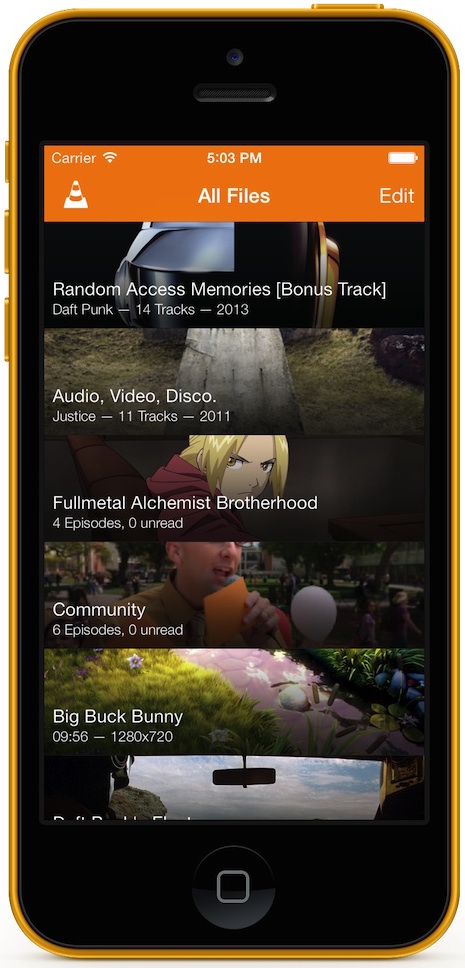 Carrier 5:03 PM
All Files Edit
Random Access Memories [Bonus Track]
Daft Punk — 14 Tracks — 2013
Audio, Video, Disco.
Justice — 11 Tracks — 2011
Fullmetal Alchemist Brotherhood
4 Episodes, 0 unread
Community
6 Episodes, 0 unread
Big Buck Bunny
09:56 — 1280x720